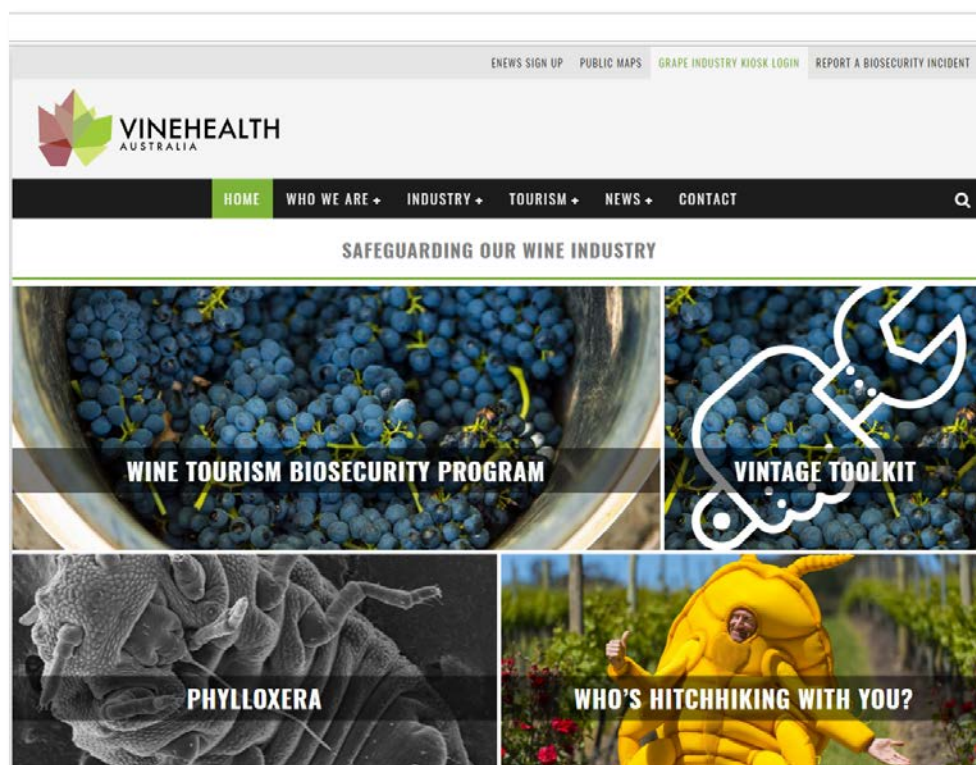 ENEWS SIGN UP PUBLIC MAPS GRAPE INDUSTRY KIOSK LOGIN REPORT A BIOSECURITY INCIDENT
VINEHEALTH
AUSTRALIA
HOME WHO WE ARE + INDUSTRY + TOURISM + NEWS + CONTACT
SAFEGUARDING OUR WINE INDUSTRY
WINE TOURISM BIOSECURITY PROGRAM
VINTAGE TOOLKIT
PHYLLOXERA
WHO'S HITCHHIKING WITH YOU?